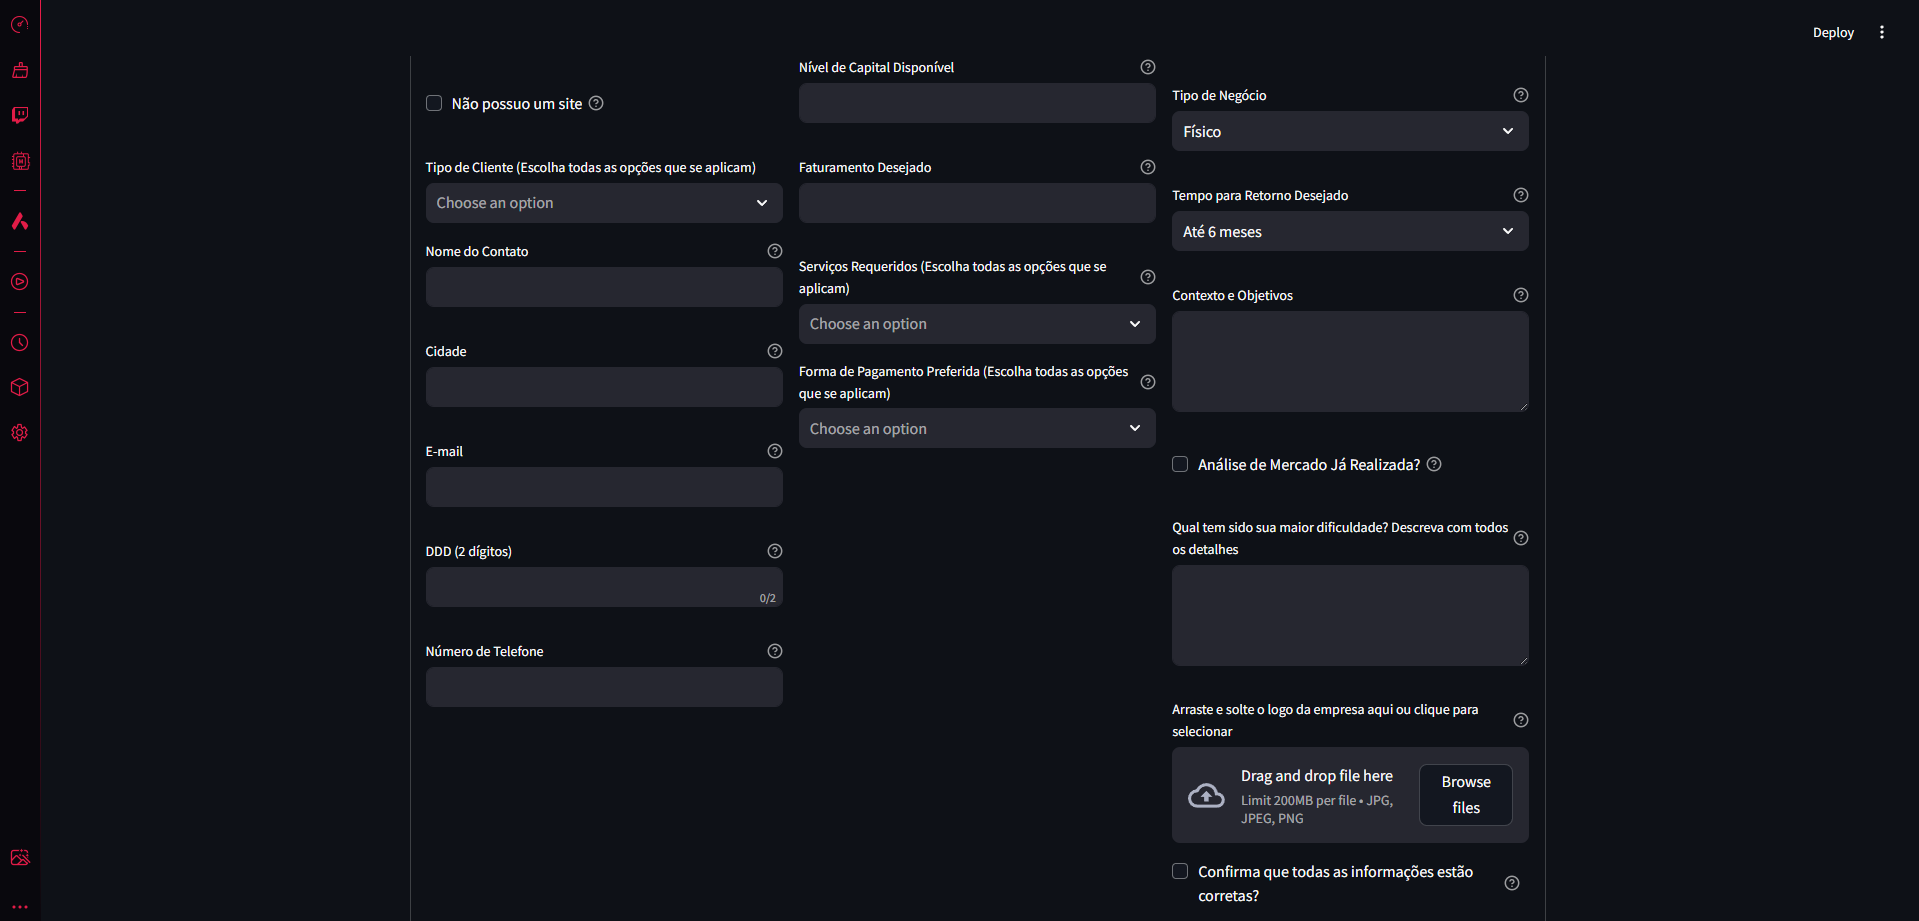 Deploy
Não possuo um site
Tipo de Cliente (Escolha todas as opções que se aplicam)
Choose an option
Nome do Contato
Cidade
E-mail
DDD (2 dígitos)
0/2
Número de Telefone
Nível de Capital Disponível
Faturamento Desejado
Serviços Requeridos (Escolha todas as opções que se
aplicam)
Choose an option
Forma de Pagamento Preferida (Escolha todas as opções
que se aplicam)
Choose an option
Tipo de Negócio
Físico
Tempo para Retorno Desejado
Até 6 meses
Contexto e Objetivos
Análise de Mercado Já Realizada?
Qual tem sido sua maior dificuldade? Descreva com todos
os detalhes
Arraste e solte o logo da empresa aqui ou clique para
selecionar
Drag and drop file here
Limit 200MB per file • JPG,
JPEG, PNG
Browse
files
Confirma que todas as informações estão
corretas?